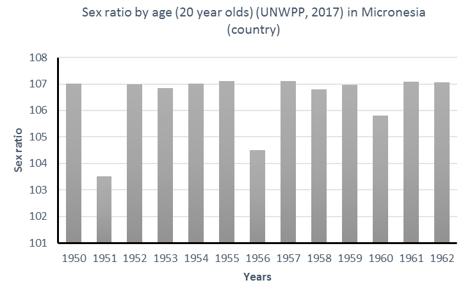 Sex ratio by age (20 year olds) (UNWPP, 2017) in Micronesia
(country)
108
107
106
105
104
103
102
101
Sex ratio
1950 1951 1952 1953 1954 1955 1956 1957 1958 1959 1960 1961 1962
Years